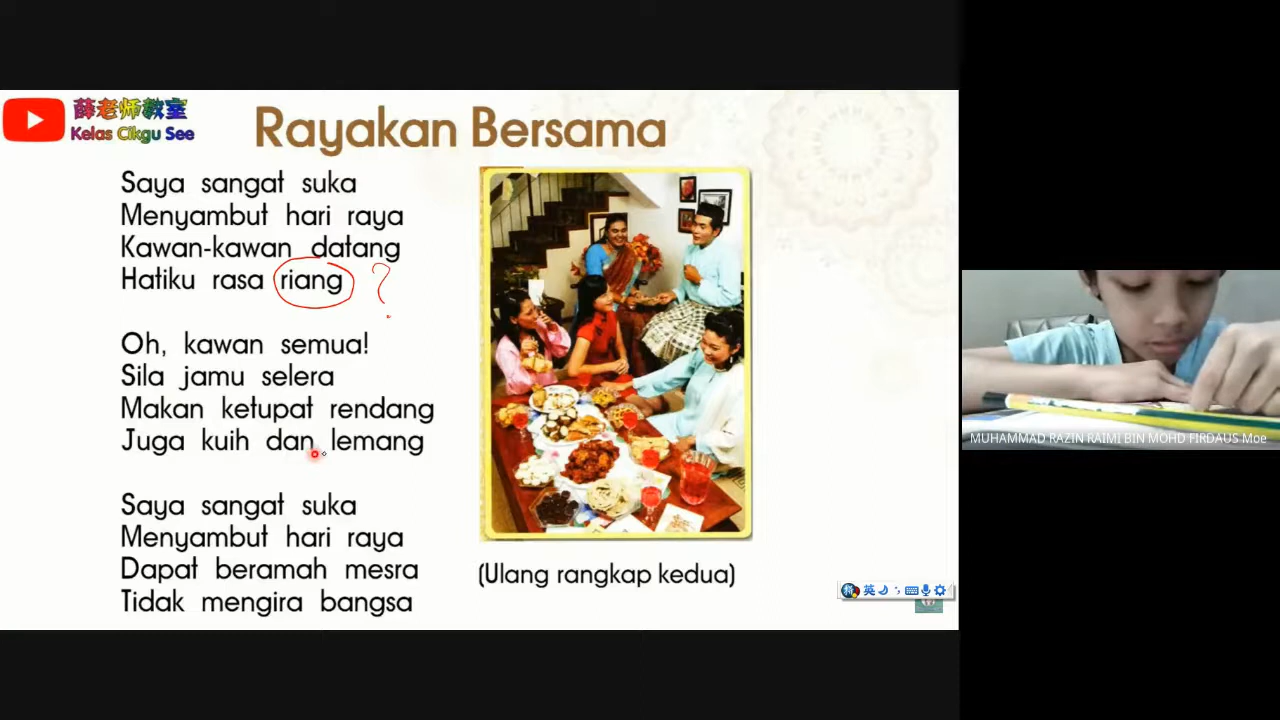 薛老师教室
Kelas Cikgu See
Rayakan Bersama
Saya sangat suka
Menyambut hari raya
Kawan-kawan datang
Hatiku rasa riang ?
Oh, kawan semua!
Sila jamu selera
Makan ketupat rendang
Juga kuih dan lemang
Saya sangat suka
Menyambut hari raya
Dapat beramah mesra
Tidak mengira bangsa
(Ulang rangkap kedua)
英
MUHAMMAD RAZIN RAIMI BIN MOHD FIRDAUS Moe